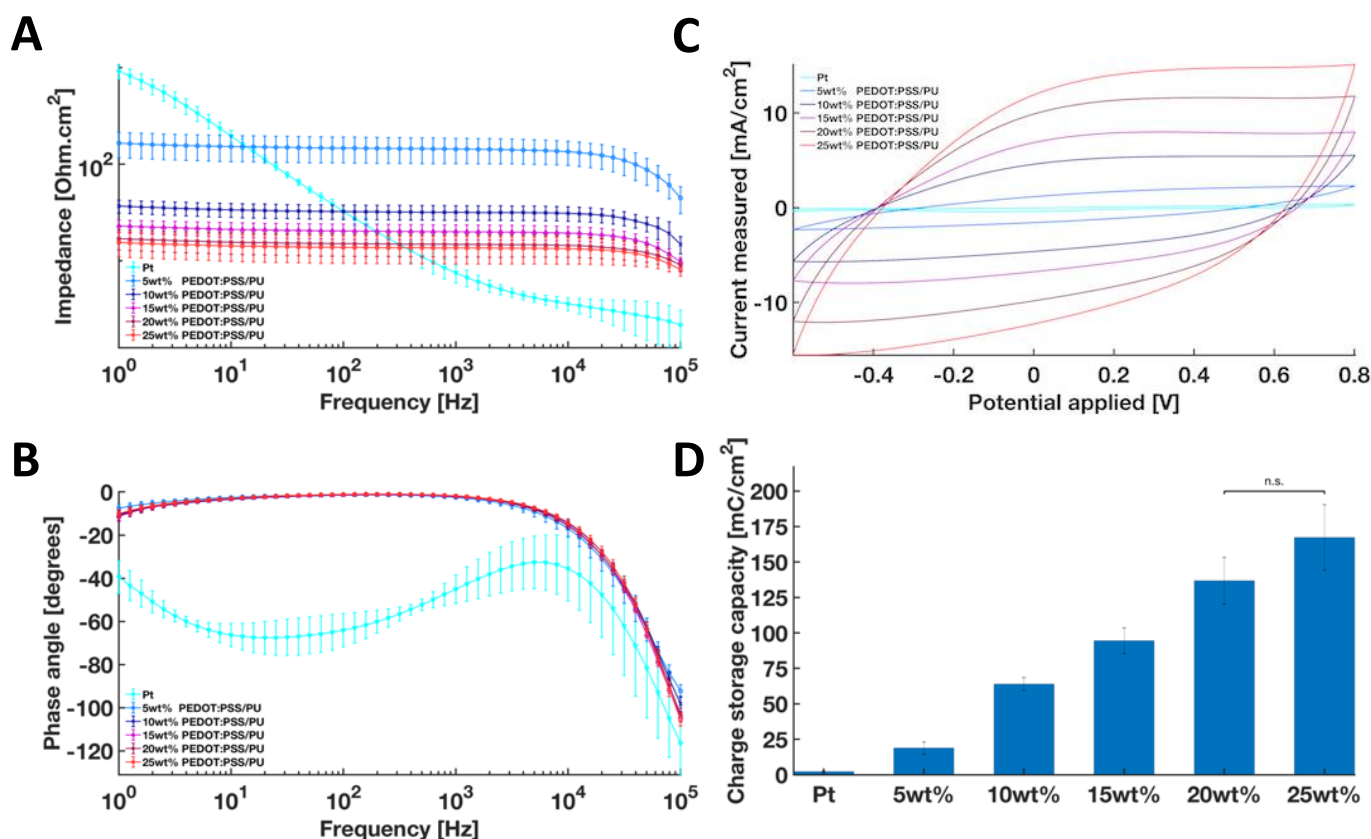 A
Impedance [Ohm.cm²]
10²
Pt
5wt% PEDOT:PSS/PU
10wt% PEDOT:PSS/PU
15wt% PEDOT:PSS/PU
20wt% PEDOT:PSS/PU
25wt% PEDOT:PSS/PU
10⁰ 10¹ 10² 10³ 10⁴ 10⁵
Frequency [Hz]
B
Phase angle [degrees]
0
-20
-40
-60
-80
-100
-120
Pt
5wt% PEDOT:PSS/PU
10wt% PEDOT:PSS/PU
15wt% PEDOT:PSS/PU
20wt% PEDOT:PSS/PU
25wt% PEDOT:PSS/PU
10⁰ 10¹ 10² 10³ 10⁴ 10⁵
Frequency [Hz]
C
Current measured [mA/cm²]
10
0
-10
Pt
5wt% PEDOT:PSS/PU
10wt% PEDOT:PSS/PU
15wt% PEDOT:PSS/PU
20wt% PEDOT:PSS/PU
25wt% PEDOT:PSS/PU
-0.4 -0.2 0 0.2 0.4 0.6 0.8
Potential applied [V]
D
Charge storage capacity [mC/cm²]
200
175
150
125
100
75
50
25
0
n.s.
Pt 5wt% 10wt% 15wt% 20wt% 25wt%